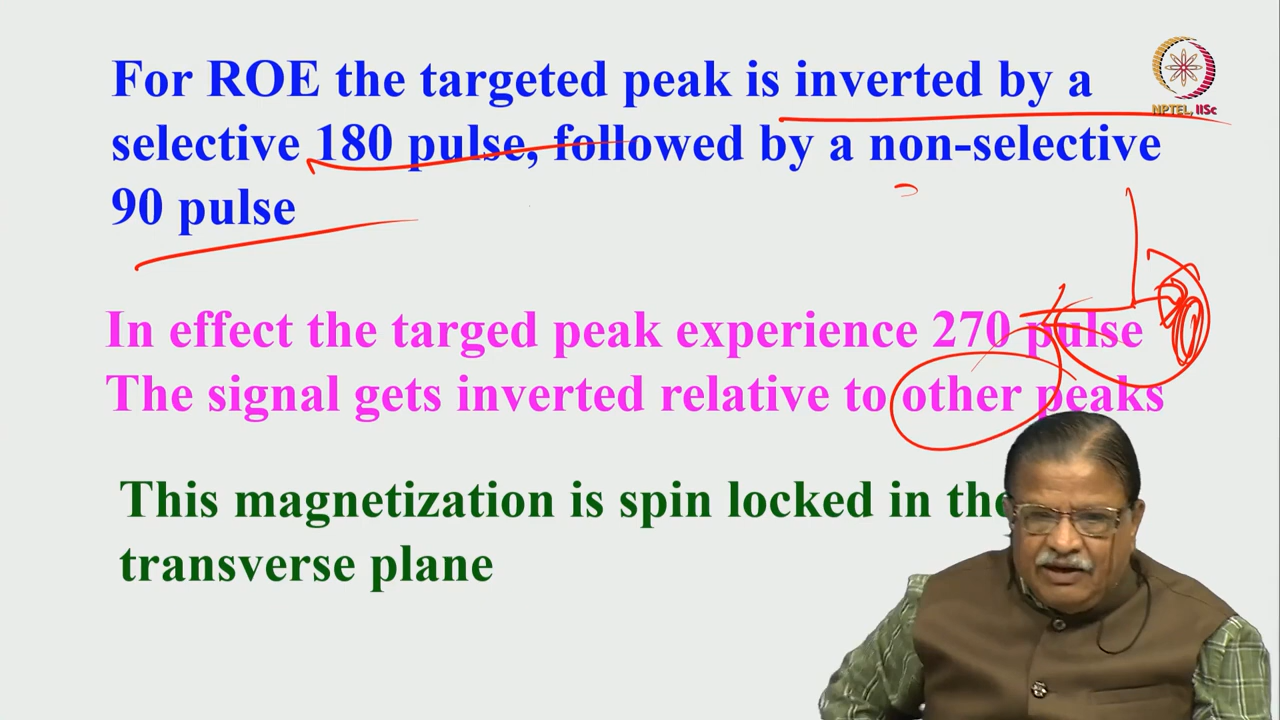 For ROE the targeted peak is inverted by a
selective 180 pulse, followed by a non-selective
90 pulse
NPTEL, IISc
In effect the targed peak experience 270 pulse
The signal gets inverted relative to other peaks
This magnetization is spin locked in the
transverse plane